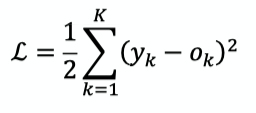 ℒ = 1/2 ∑_{k=1}^{K} (y_k − o_k)²